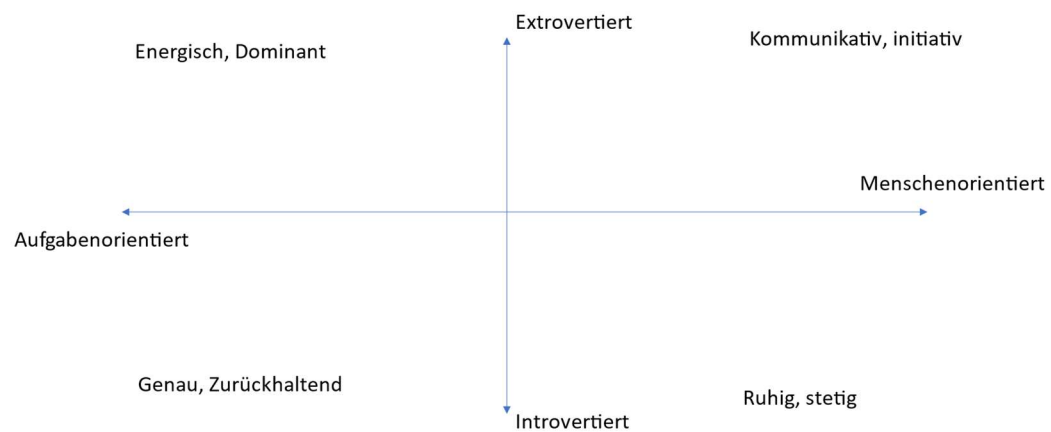 Extrovertiert
Energisch, Dominant
Kommunikativ, initiativ
Menschenorientiert
Aufgabenorientiert
Genau, Zurückhaltend
Ruhig, stetig
Introvertiert